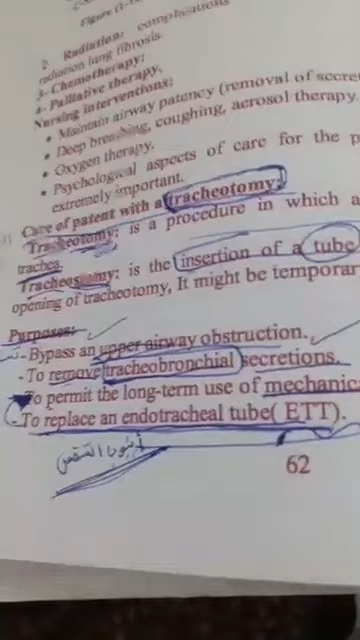 Figure (1-
2- Radiation: complications
radiation lung fibrosis.
3- Chemotherapy:
4- Palliative therapy.
Nursing interventions:
• Maintain airway patency (removal of secre
• Deep breathing, coughing, aerosol therapy.
• Oxygen therapy,
• Psychological aspects of care for the p
extremely important.
Care of patent with a tracheotomy:
Tracheotomy: is a procedure in which a
trachea.
Tracheostomy: is the insertion of a tube
opening of tracheotomy, It might be temporar
Purposes:
-Bypass an upper airway obstruction.
-To remove tracheobronchial secretions.
-To permit the long-term use of mechanic
-To replace an endotracheal tube( ETT).
62